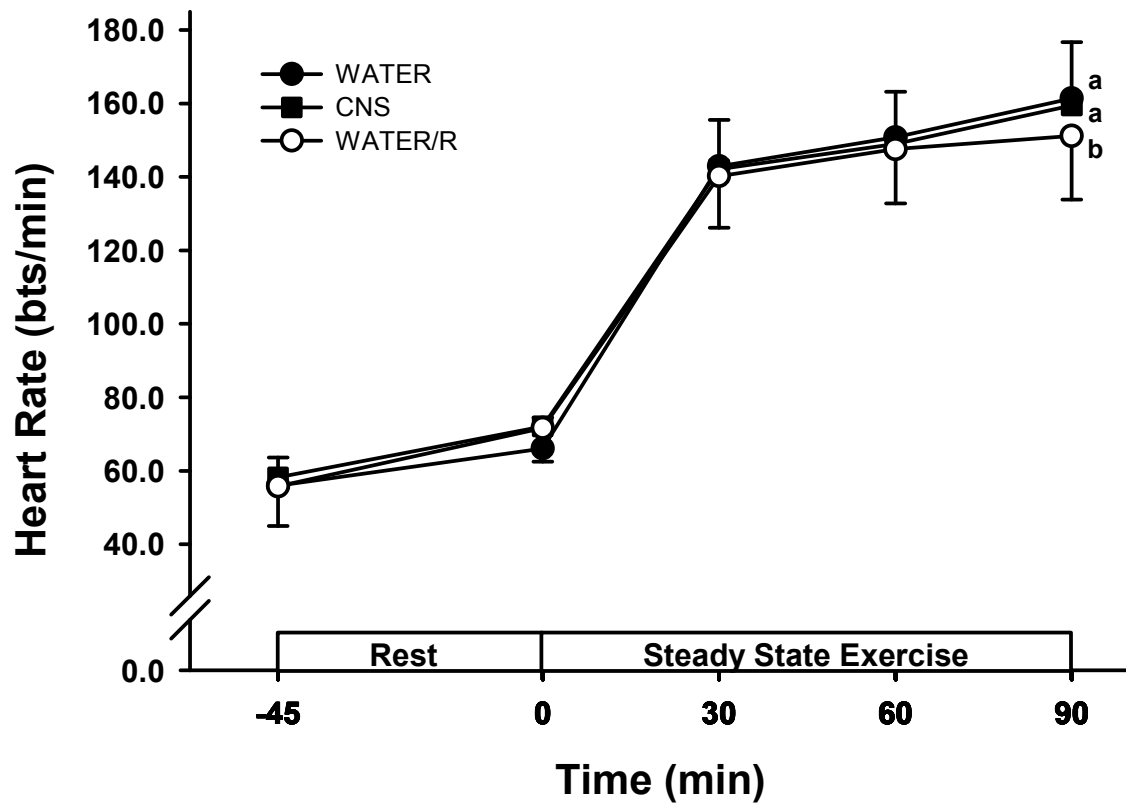 180.0
160.0
140.0
120.0
100.0
80.0
60.0
40.0
0.0
Heart Rate (bts/min)
WATER
CNS
WATER/R
a
a
b
Rest
Steady State Exercise
-45
0
30
60
90
Time (min)